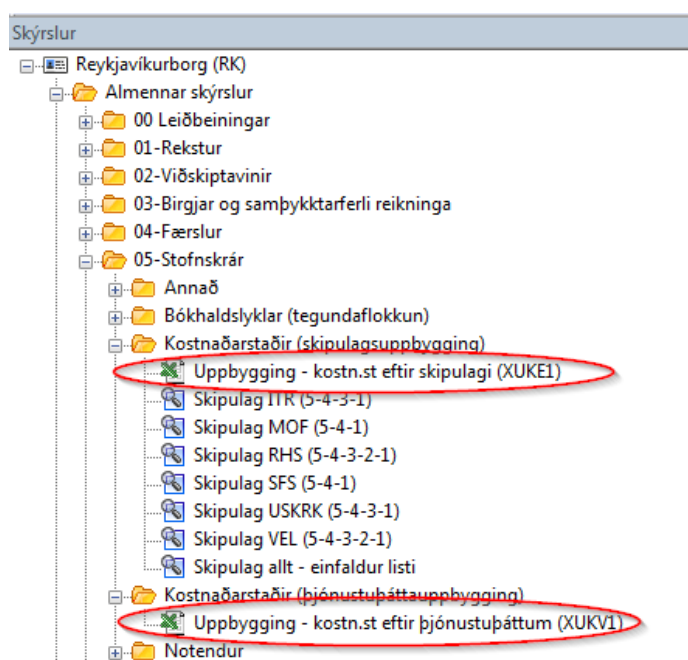 Skýrslur
Reykjavíkurborg (RK)
Almennar skýrslur
00 Leiðbeiningar
01-Rekstur
02-Viðskiptavinir
03-Birgjar og samþykktarferli reikninga
04-Færslur
05-Stofnskrár
Annað
Bókhaldslyklar (tegundaflokkun)
Kostnaðarstaðir (skipulagsuppbygging)
Uppbygging - kostn.st eftir skipulagi (XUKE1)
Skipulag ITR (5-4-3-1)
Skipulag MOF (5-4-1)
Skipulag RHS (5-4-3-2-1)
Skipulag SFS (5-4-1)
Skipulag USKRK (5-4-3-1)
Skipulag VEL (5-4-3-2-1)
Skipulag allt - einfaldur listi
Kostnaðarstaðir (þjónustuþáttauppbygging)
Uppbygging - kostn.st eftir þjónustuþáttum (XUKV1)
Notendur